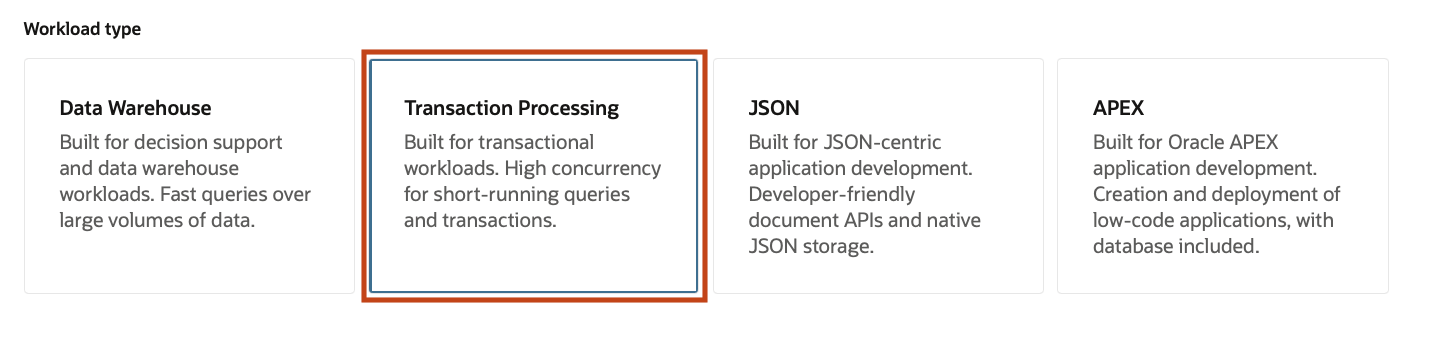 Workload type
Data Warehouse
Built for decision support
and data warehouse
workloads. Fast queries over
large volumes of data.
Transaction Processing
Built for transactional
workloads. High concurrency
for short-running queries
and transactions.
JSON
Built for JSON-centric
application development.
Developer-friendly
document APIs and native
JSON storage.
APEX
Built for Oracle APEX
application development.
Creation and deployment of
low-code applications, with
database included.